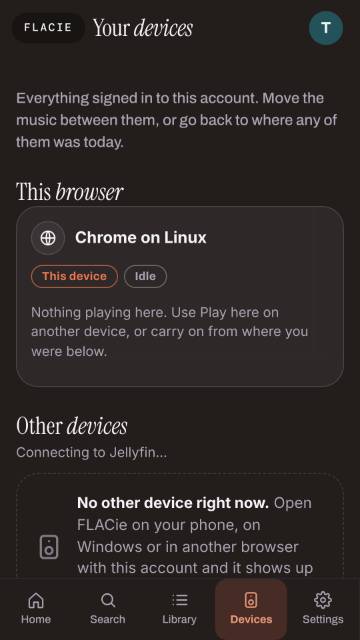 FLACIE Your devices T
Everything signed in to this account. Move the
music between them, or go back to where any of
them was today.
This browser
Chrome on Linux
This device Idle
Nothing playing here. Use Play here on
another device, or carry on from where you
were below.
Other devices
Connecting to Jellyfin...
No other device right now. Open
FLACie on your phone, on
Windows or in another browser
with this account and it shows up
Home Search Library Devices Settings